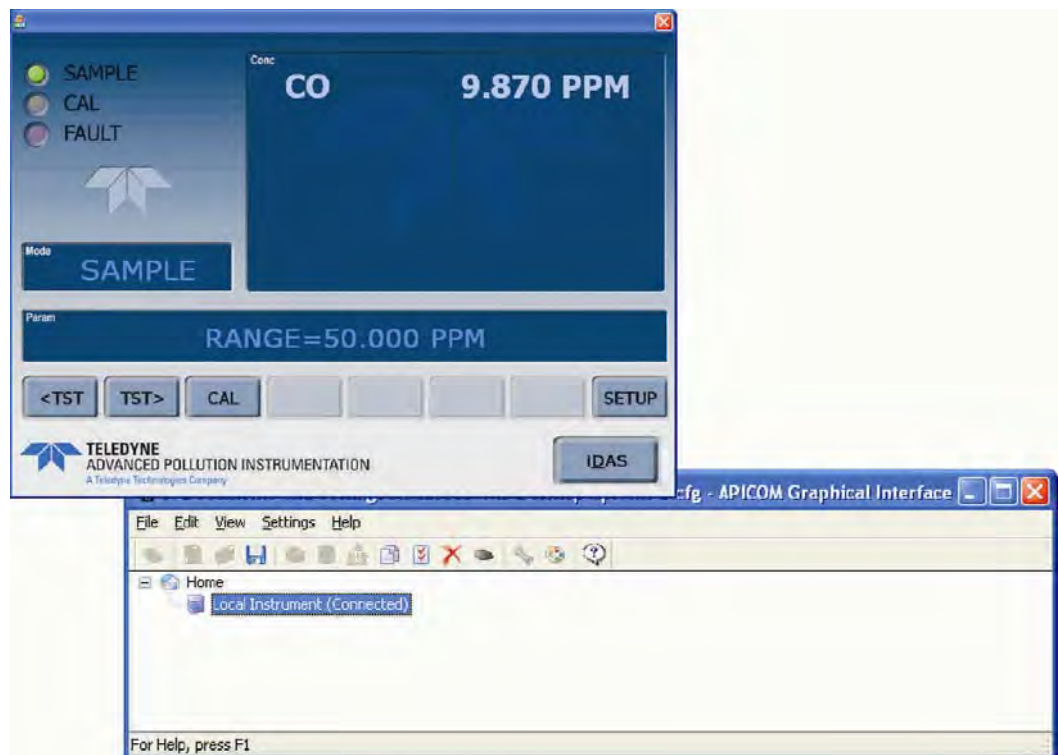 SAMPLE
CAL
FAULT
Conc
CO 9.870 PPM
Mode
SAMPLE
Param
RANGE=50.000 PPM
<TST TST> CAL SETUP
TELEDYNE
ADVANCED POLLUTION INSTRUMENTATION
A Teledyne Technologies Company
IDAS
cfg - APICOM Graphical Interface
File Edit View Settings Help
Home
Local Instrument (Connected)
For Help, press F1